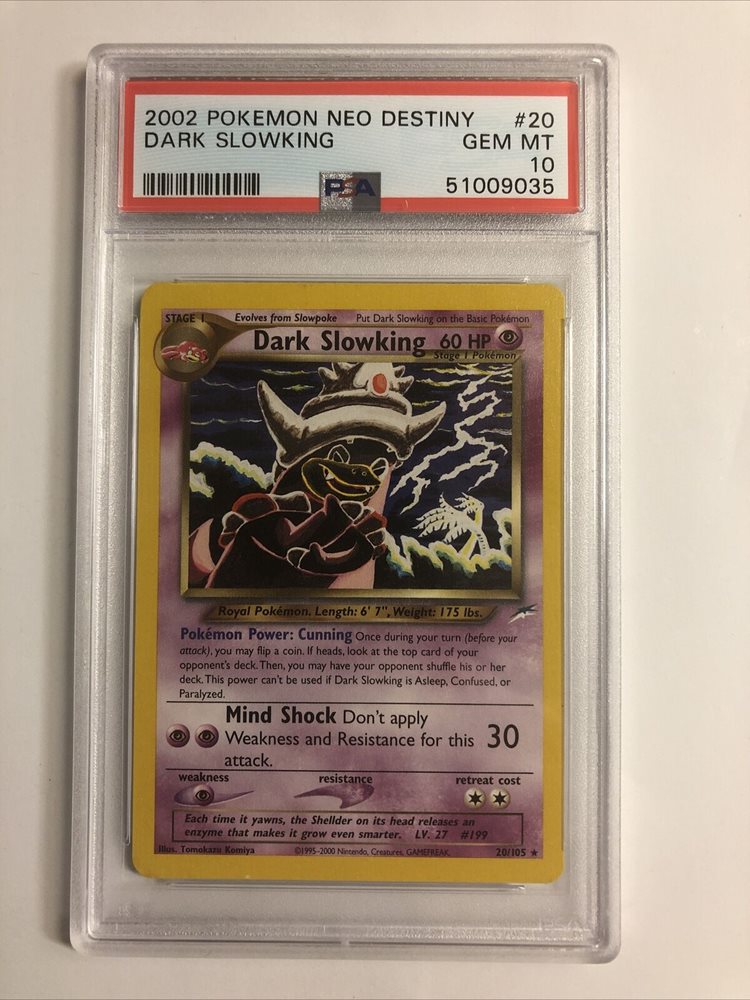 2002 POKEMON NEO DESTINY #20
DARK SLOWKING GEM MT
10
PSA 51009035
STAGE 1 Evolves from Slowpoke Put Dark Slowking on the Basic Pokémon
Dark Slowking 60 HP
Stage 1 Pokémon
Royal Pokémon. Length: 6' 7", Weight: 175 lbs.
Pokémon Power: Cunning Once during your turn (before your
attack), you may flip a coin. If heads, look at the top card of your
opponent's deck. Then, you may have your opponent shuffle his or her
deck. This power can't be used if Dark Slowking is Asleep, Confused, or
Paralyzed.
Mind Shock Don't apply
Weakness and Resistance for this 30
attack.
weakness resistance retreat cost
Each time it yawns, the Shellder on its head releases an
enzyme that makes it grow even smarter. LV. 27 #199
Illus. Tomokazu Komiya ©1995-2000 Nintendo, Creatures, GAMEFREAK. 20/105 ★